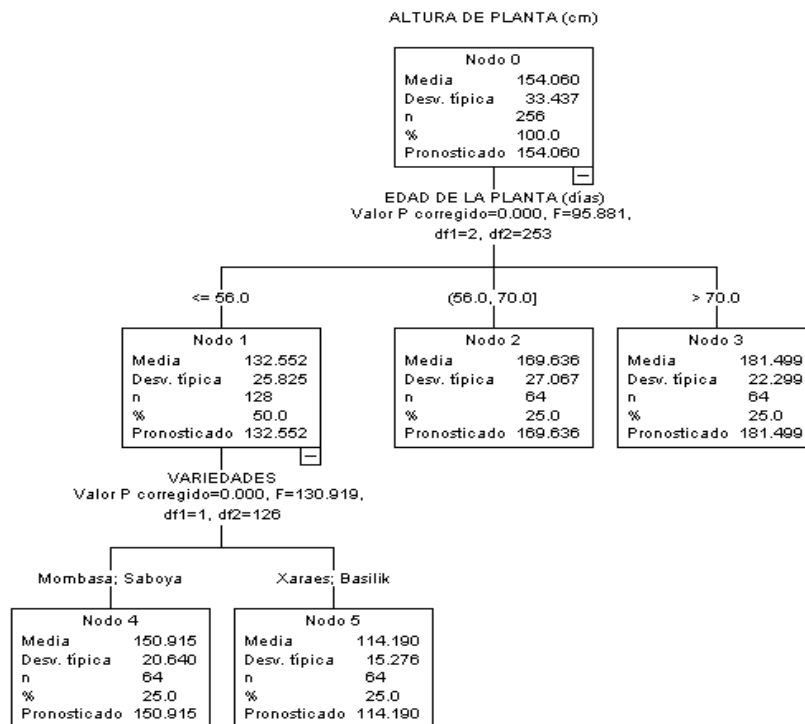 ALTURA DE PLANTA (cm)
Nodo 0
Media 154.060
Desv. típica 33.437
n 256
% 100.0
Pronosticado 154.060
EDAD DE LA PLANTA (días)
Valor P corregido=0.000, F=95.881,
df1=2, df2=253
<= 56.0
(56.0, 70.0]
> 70.0
Nodo 1
Media 132.552
Desv. típica 25.825
n 128
% 50.0
Pronosticado 132.552
Nodo 2
Media 169.636
Desv. típica 27.067
n 64
% 25.0
Pronosticado 169.636
Nodo 3
Media 181.499
Desv. típica 22.299
n 64
% 25.0
Pronosticado 181.499
VARIEDADES
Valor P corregido=0.000, F=130.919,
df1=1, df2=126
Mombasa; Saboya
Xaraes; Basilik
Nodo 4
Media 150.915
Desv. típica 20.640
n 64
% 25.0
Pronosticado 150.915
Nodo 5
Media 114.190
Desv. típica 15.276
n 64
% 25.0
Pronosticado 114.190